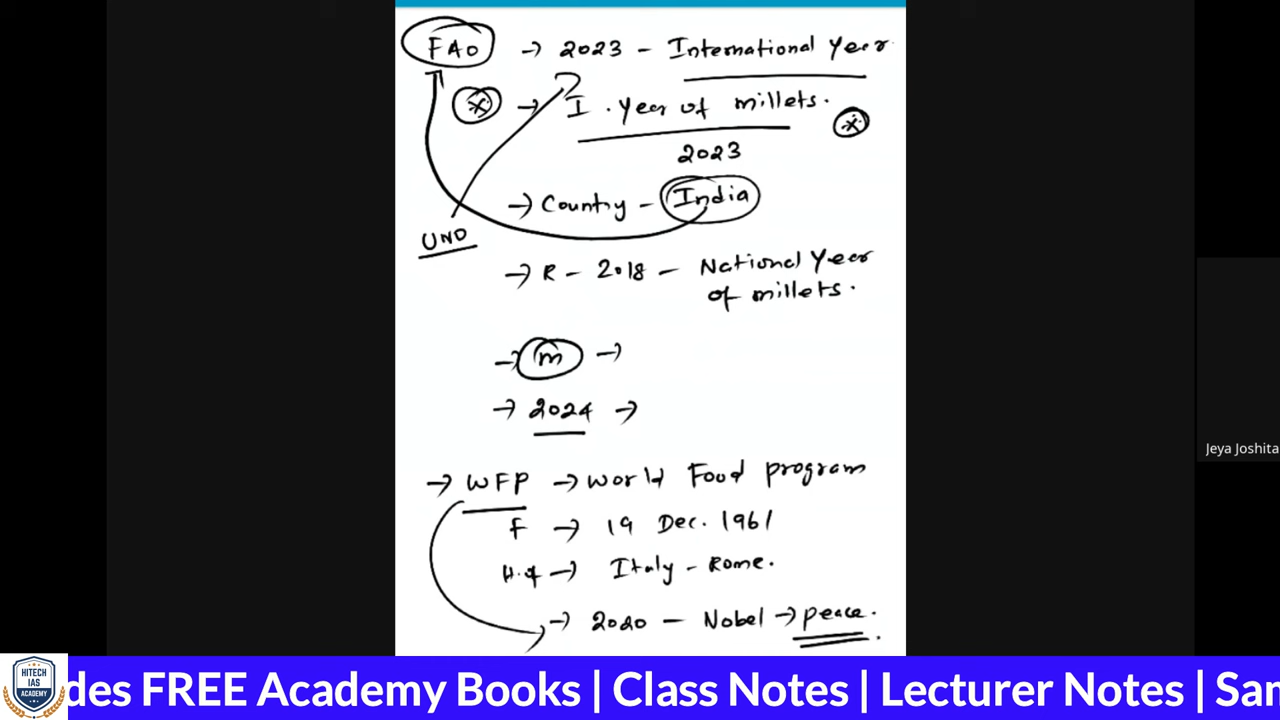 FAO → 2023 - International Year
→ I. Year of millets.
2023
→ Country - India
UNO
→ R - 2018 - National Year
of millets.
→ m →
→ 2024 →
→ WFP → World Food program
F → 19 Dec. 1961
H.q → Italy - Rome.
→ 2020 - Nobel → peace.
Jeya Joshita
HITECH
IAS
ACADEMY
des FREE Academy Books | Class Notes | Lecturer Notes | San